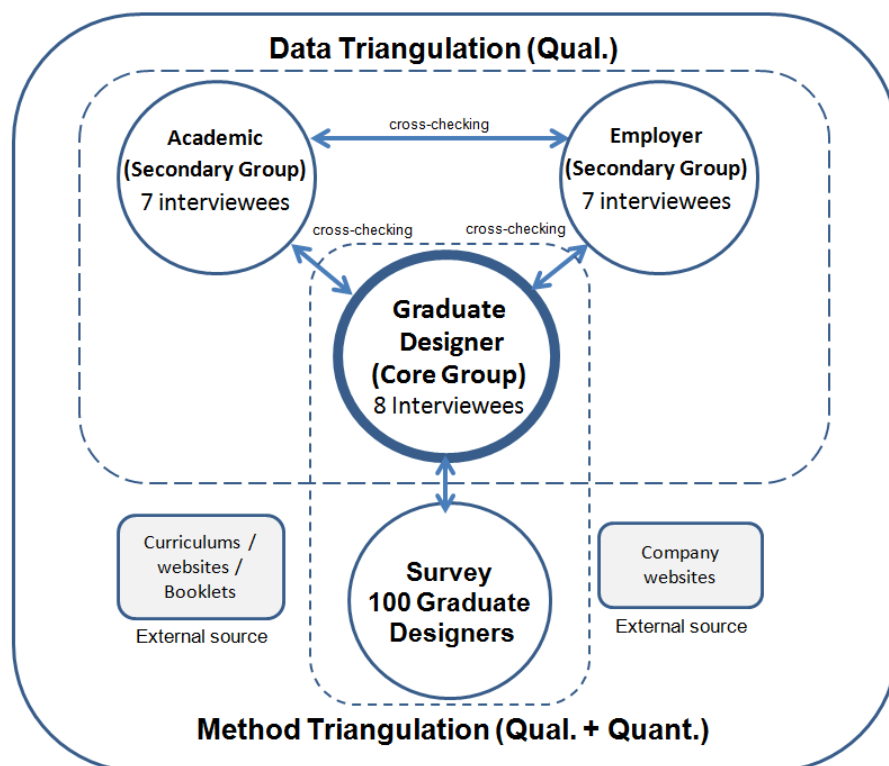 Data Triangulation (Qual.)
cross-checking
Academic
(Secondary Group)
7 interviewees
Employer
(Secondary Group)
7 interviewees
cross-checking
cross-checking
Graduate
Designer
(Core Group)
8 Interviewees
Curriculums /
websites /
Booklets
External source
Survey
100 Graduate
Designers
Company
websites
External source
Method Triangulation (Qual. + Quant.)